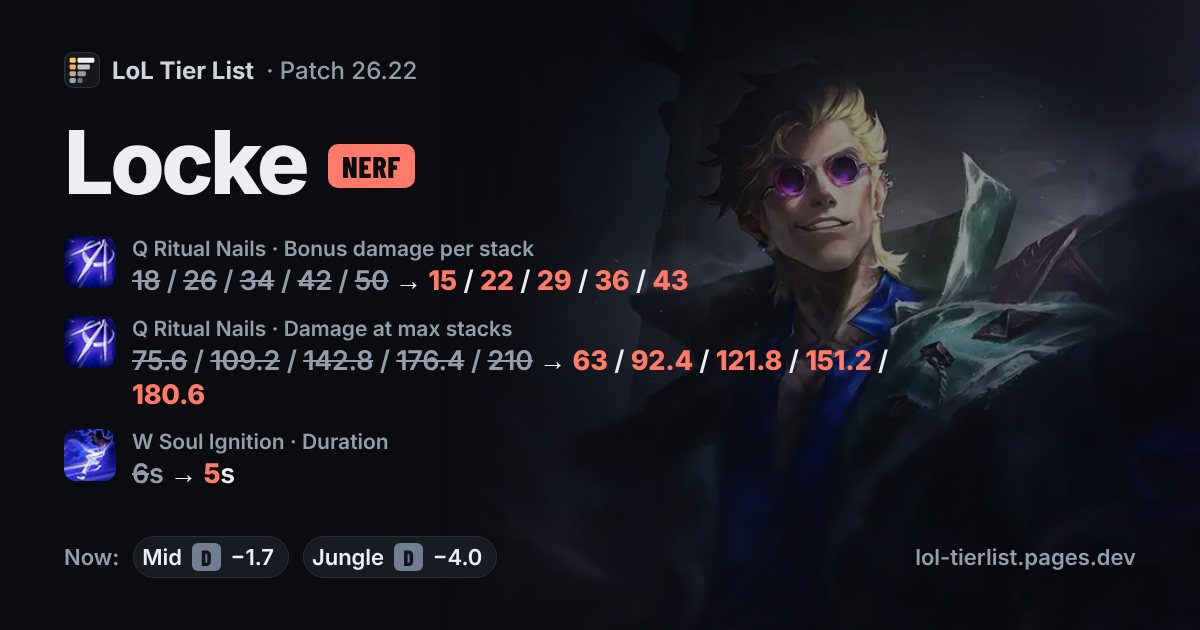 LoL Tier List · Patch 26.22
Locke NERF
Q Ritual Nails · Bonus damage per stack
18 / 26 / 34 / 42 / 50 → 15 / 22 / 29 / 36 / 43
Q Ritual Nails · Damage at max stacks
75.6 / 109.2 / 142.8 / 176.4 / 210 → 63 / 92.4 / 121.8 / 151.2 /
180.6
W Soul Ignition · Duration
6s → 5s
Now: Mid D −1.7 Jungle D −4.0
lol-tierlist.pages.dev